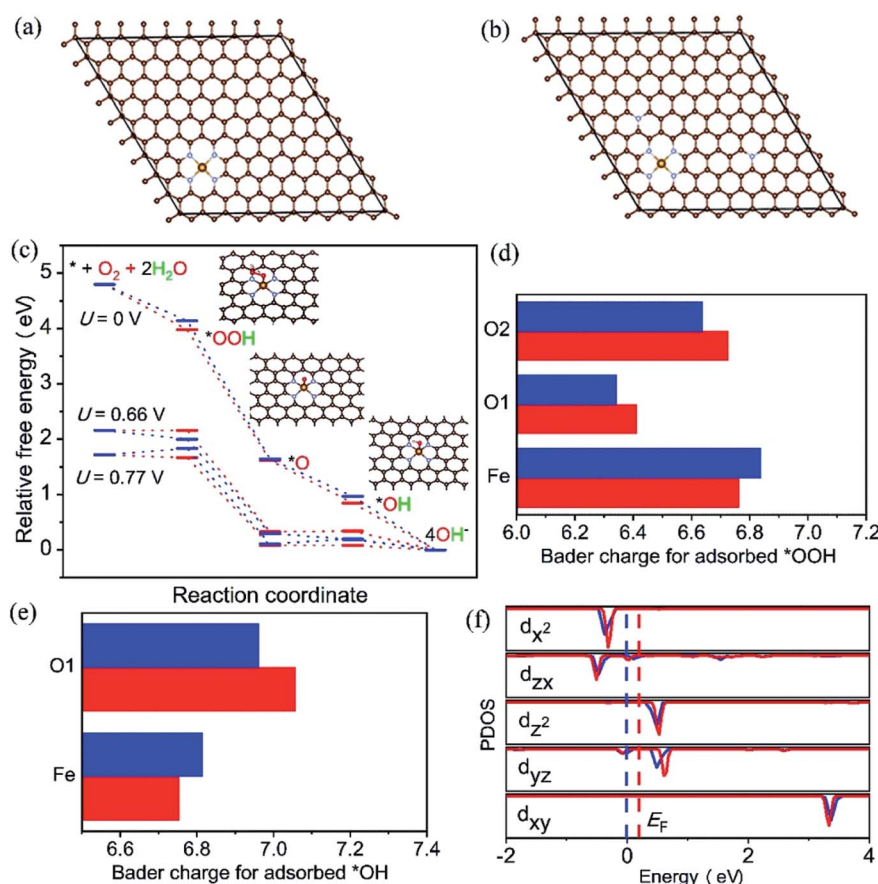 (a)
(b)
(c)
5
4
3
2
1
0
Relative free energy ( eV)
* + O₂ + 2H₂O
U = 0 V
U = 0.66 V
U = 0.77 V
*OOH
*O
*OH
4OH⁻
Reaction coordinate
(d)
O2
O1
Fe
6.0 6.2 6.4 6.6 6.8 7.0 7.2
Bader charge for adsorbed *OOH
(e)
O1
Fe
6.6 6.8 7.0 7.2 7.4
Bader charge for adsorbed *OH
(f)
PDOS
dx²
dzx
dz²
dyz
dxy
EF
-2 0 2 4
Energy ( eV)